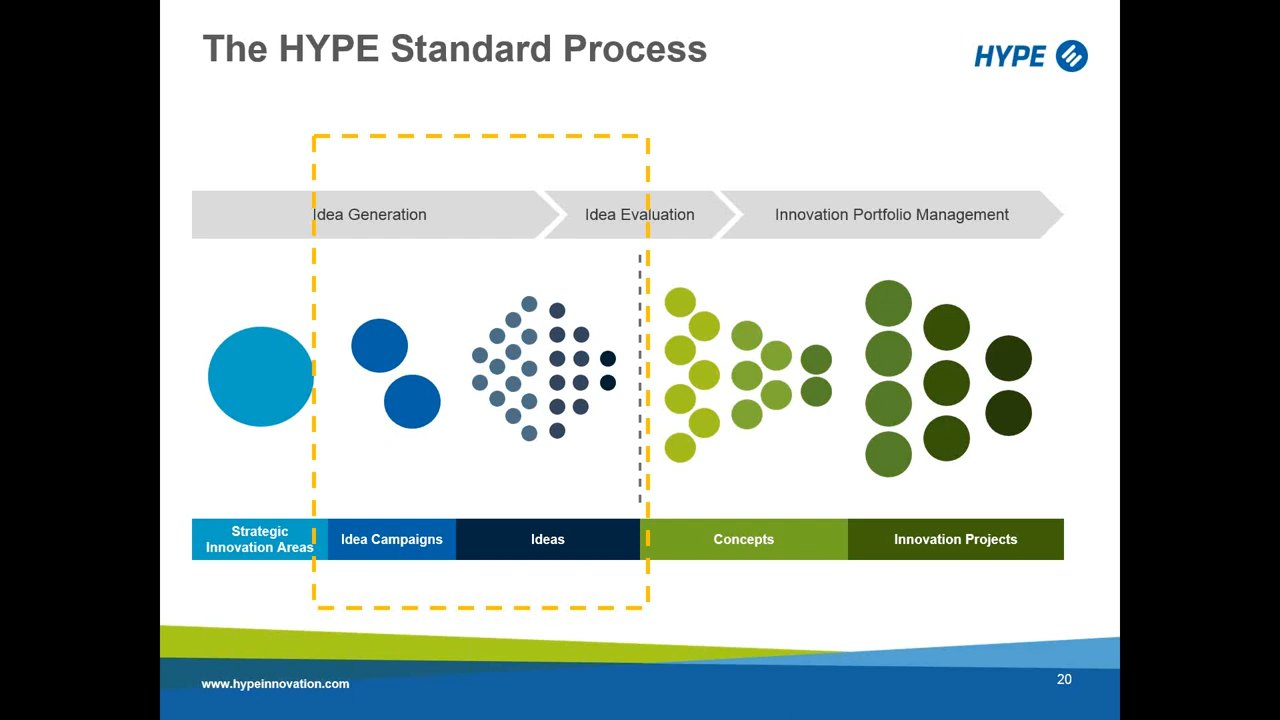 The HYPE Standard Process
HYPE
Idea Generation
Idea Evaluation
Innovation Portfolio Management
Strategic
Innovation Areas
Idea Campaigns
Ideas
Concepts
Innovation Projects
www.hypeinnovation.com
20